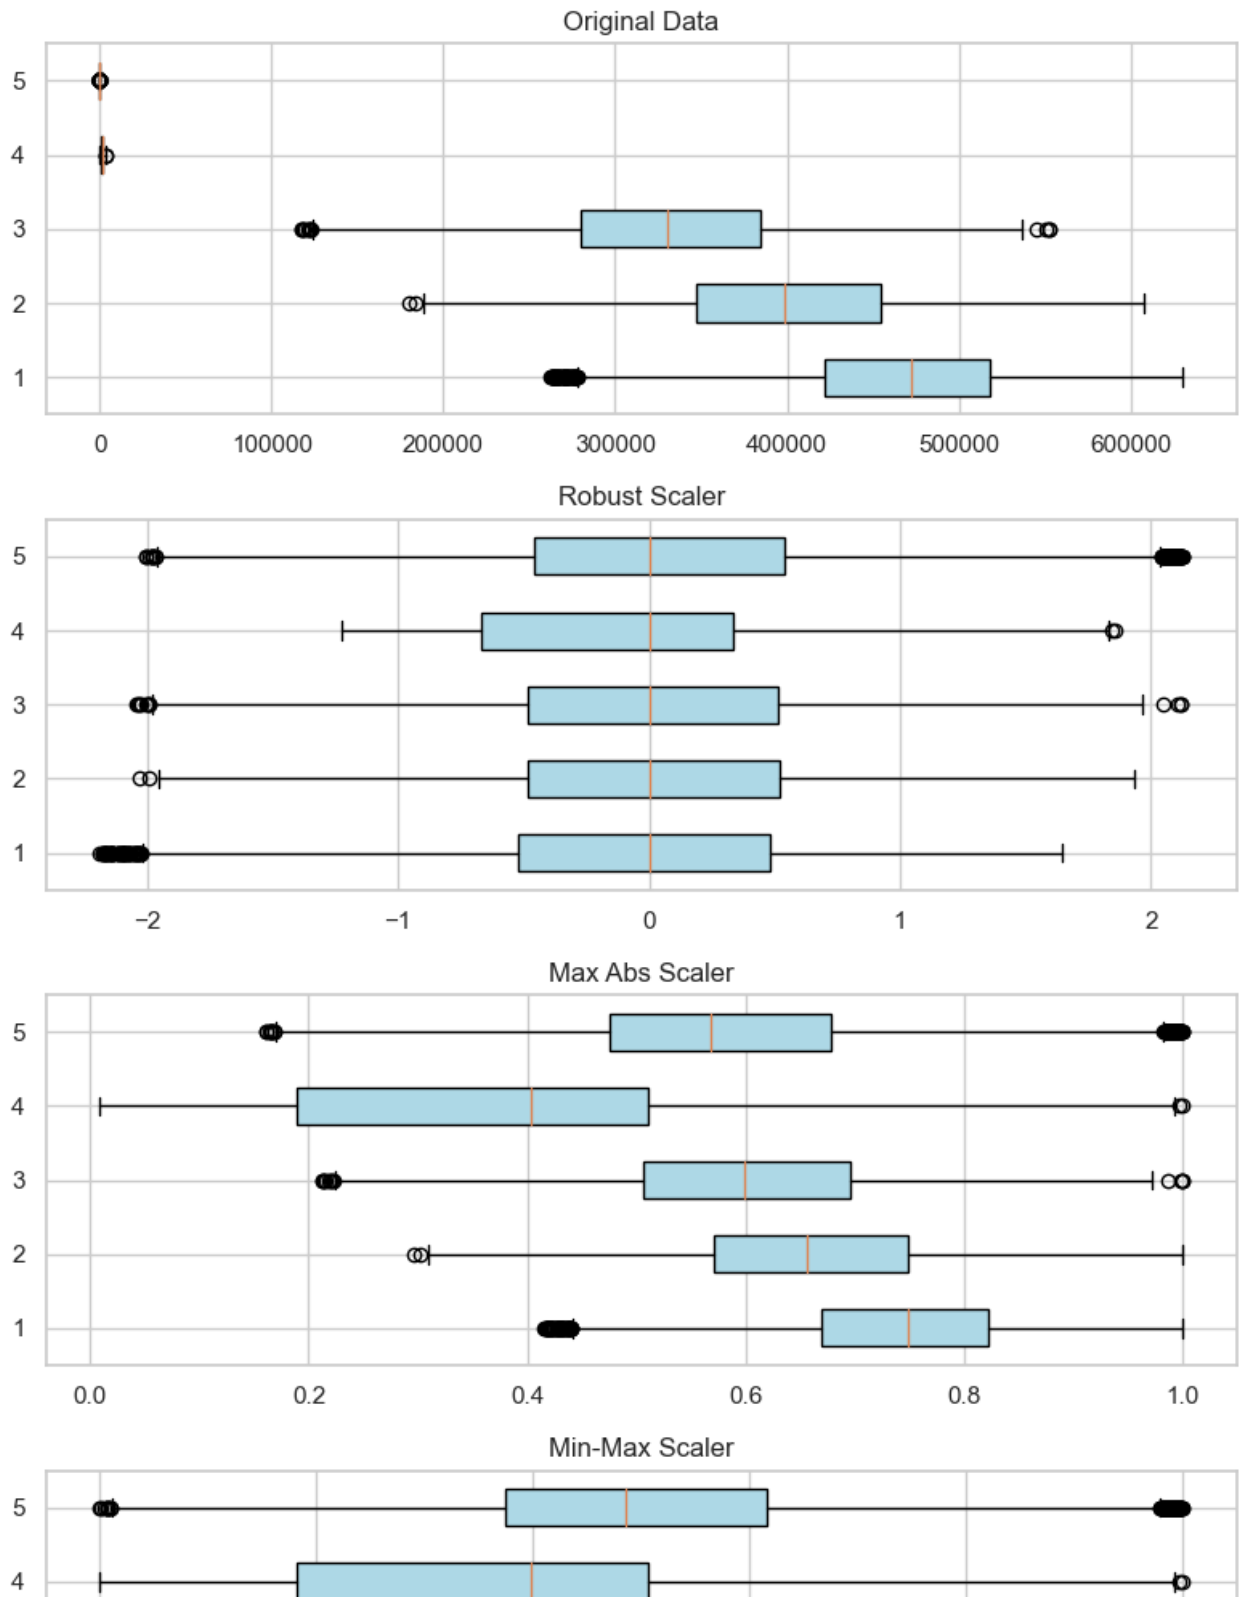 Original Data
5
4
3
2
1
0 100000 200000 300000 400000 500000 600000
Robust Scaler
5
4
3
2
1
−2 −1 0 1 2
Max Abs Scaler
5
4
3
2
1
0.0 0.2 0.4 0.6 0.8 1.0
Min-Max Scaler
5
4